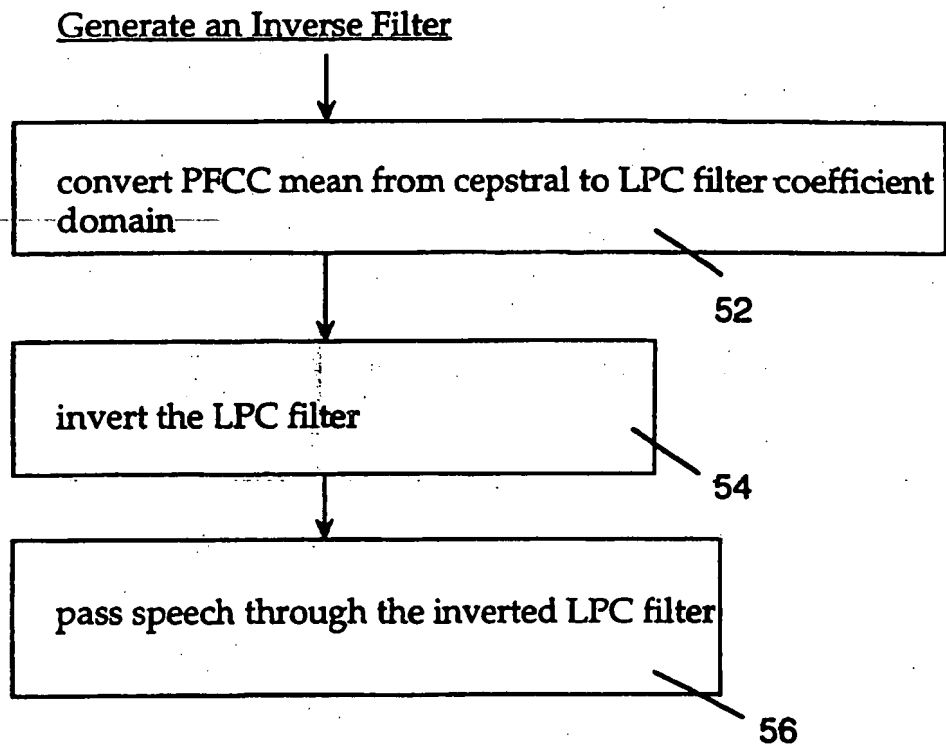 Generate an Inverse Filter
convert PFCC mean from cepstral to LPC filter coefficient
domain
52
invert the LPC filter
54
pass speech through the inverted LPC filter
56